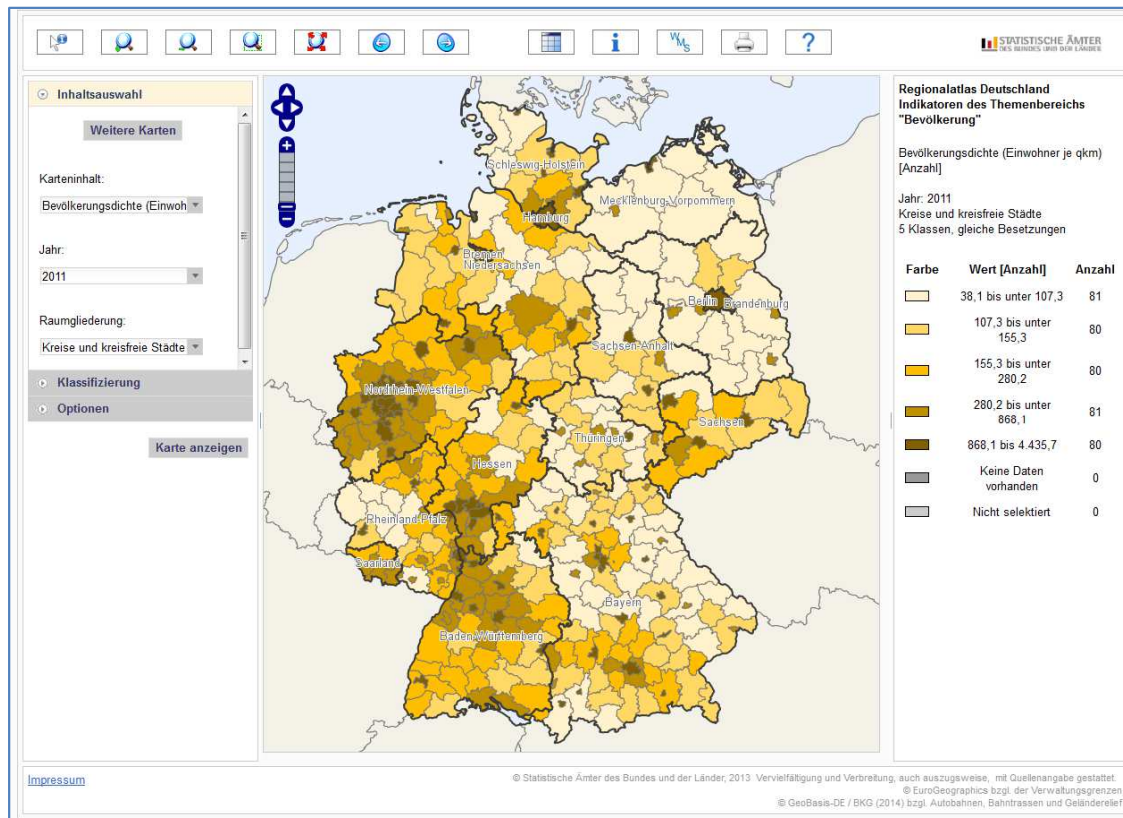 WMS
?
STATISTISCHE ÄMTER
DES BUNDES UND DER LÄNDER
Inhaltsauswahl
Weitere Karten
Karteninhalt:
Bevölkerungsdichte (Einwoh
Jahr:
2011
Raumgliederung:
Kreise und kreisfreie Städte
Klassifizierung
Optionen
Karte anzeigen
Schleswig-Holstein
Mecklenburg-Vorpommern
Hamburg
Bremen
Niedersachsen
Berlin
Brandenburg
Sachsen-Anhalt
Nordrhein-Westfalen
Sachsen
Thüringen
Hessen
Rheinland-Pfalz
Saarland
Bayern
Baden-Württemberg
Regionalatlas Deutschland
Indikatoren des Themenbereichs
"Bevölkerung"
Bevölkerungsdichte (Einwohner je qkm)
[Anzahl]
Jahr: 2011
Kreise und kreisfreie Städte
5 Klassen, gleiche Besetzungen
Farbe Wert [Anzahl] Anzahl
38,1 bis unter 107,3 81
107,3 bis unter
155,3 80
155,3 bis unter
280,2 80
280,2 bis unter
868,1 81
868,1 bis 4.435,7 80
Keine Daten
vorhanden 0
Nicht selektiert 0
Impressum
© Statistische Ämter des Bundes und der Länder, 2013 Vervielfältigung und Verbreitung, auch auszugsweise, mit Quellenangabe gestattet.
© EuroGeographics bzgl. der Verwaltungsgrenzen
© GeoBasis-DE / BKG (2014) bzgl. Autobahnen, Bahntrassen und Geländerelief